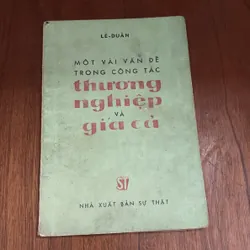 LÊ-DUẨN
MỘT VÀI VẤN ĐỀ
TRONG CÔNG TÁC
thương
nghiệp
VÀ
giá cả
ST
NHÀ XUẤT BẢN SỰ THẬT